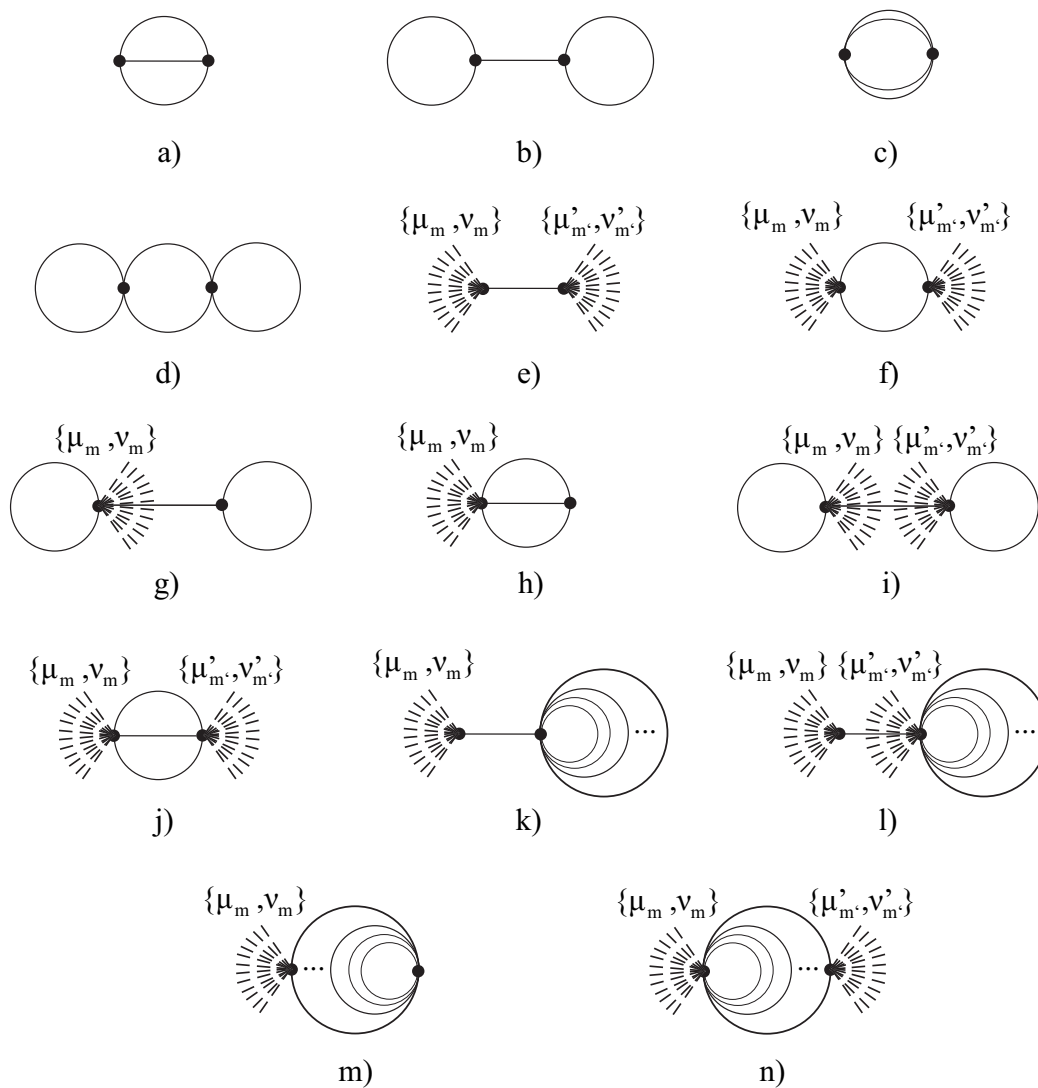 a) b) c)
{μₘ ,νₘ} {μ'ₘ‘,ν'ₘ‘} {μₘ ,νₘ} {μ'ₘ‘,ν'ₘ‘}
d) e) f)
{μₘ ,νₘ} {μₘ ,νₘ} {μₘ ,νₘ} {μ'ₘ‘,ν'ₘ‘}
g) h) i)
{μₘ ,νₘ} {μ'ₘ‘,ν'ₘ‘} {μₘ ,νₘ} {μₘ ,νₘ} {μ'ₘ‘,ν'ₘ‘}
... ...
j) k) l)
{μₘ ,νₘ} {μₘ ,νₘ} {μ'ₘ‘,ν'ₘ‘}
... ...
m) n)